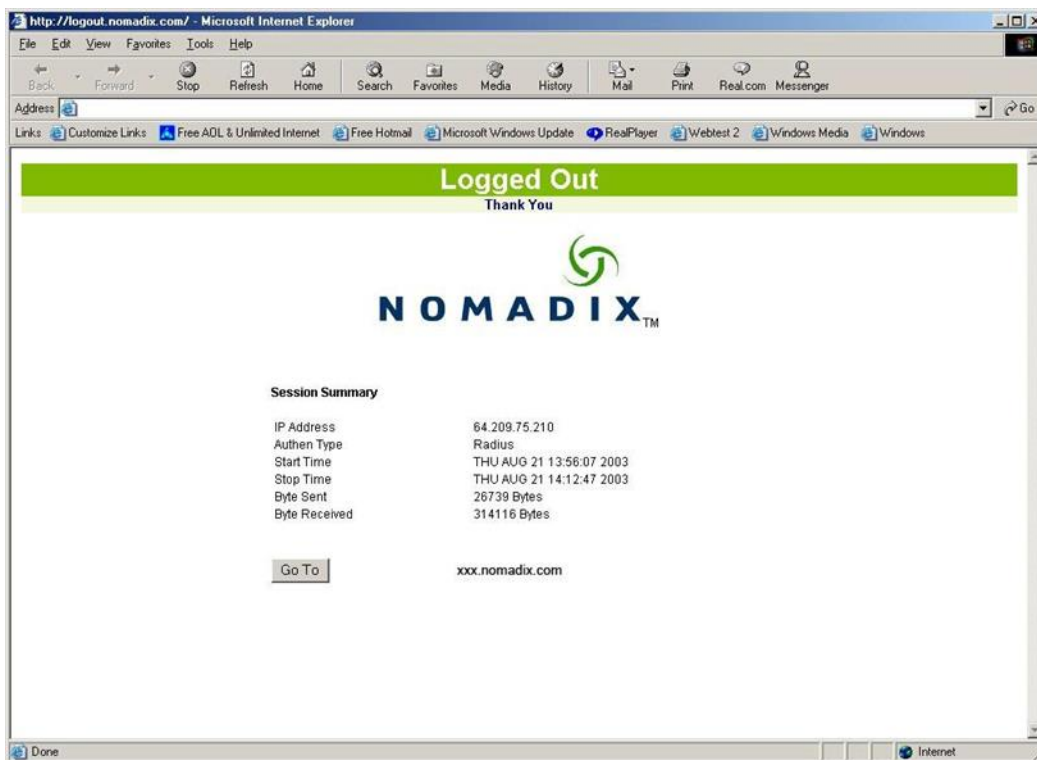 http://logout.nomadix.com/ - Microsoft Internet Explorer
File Edit View Favorites Tools Help
Back Forward Stop Refresh Home Search Favorites Media History Mail Print Real.com Messenger
Address Go
Links Customize Links Free AOL & Unlimited Internet Free Hotmail Microsoft Windows Update RealPlayer Webtest 2 Windows Media Windows
Logged Out
Thank You
NOMADIX TM
Session Summary
IP Address 64.209.75.210
Authen Type Radius
Start Time THU AUG 21 13:56:07 2003
Stop Time THU AUG 21 14:12:47 2003
Byte Sent 26739 Bytes
Byte Received 314116 Bytes
Go To xxx.nomadix.com
Done Internet